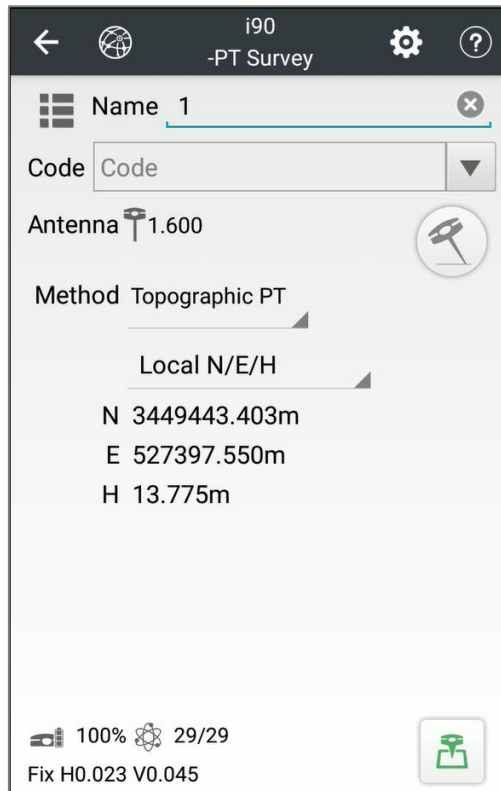 i90
-PT Survey
?
Name 1
Code Code
Antenna 1.600
Method Topographic PT
Local N/E/H
N 3449443.403m
E 527397.550m
H 13.775m
100% 29/29
Fix H0.023 V0.045